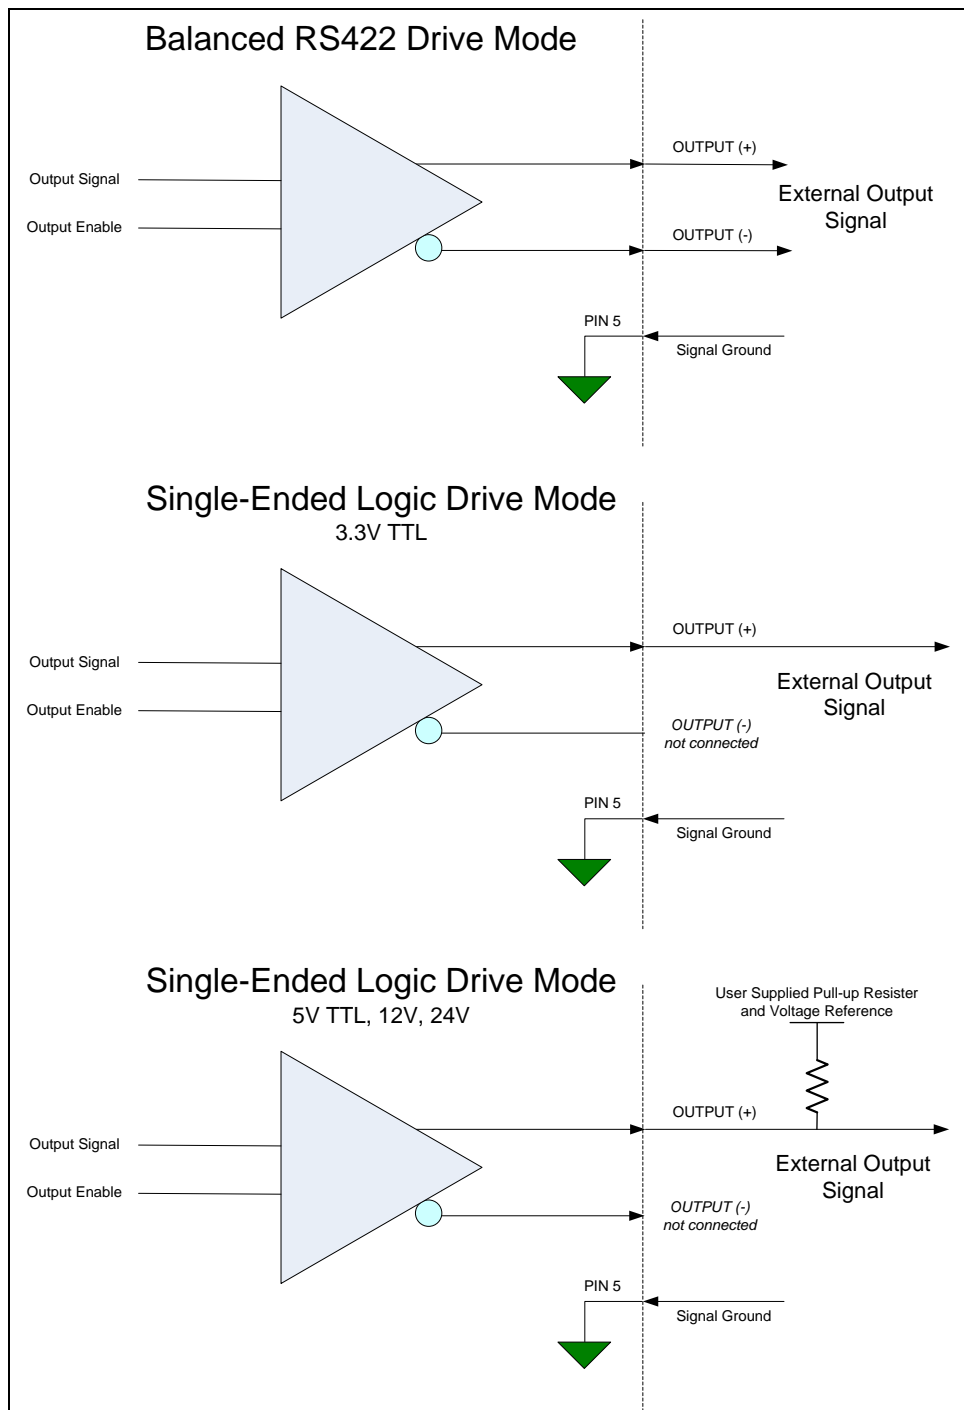 Balanced RS422 Drive Mode
OUTPUT (+)
Output Signal
External Output
Signal
Output Enable
OUTPUT (-)
PIN 5
Signal Ground
Single-Ended Logic Drive Mode
3.3V TTL
OUTPUT (+)
Output Signal
External Output
Signal
Output Enable
OUTPUT (-)
not connected
PIN 5
Signal Ground
Single-Ended Logic Drive Mode
5V TTL, 12V, 24V
User Supplied Pull-up Resister
and Voltage Reference
OUTPUT (+)
Output Signal
External Output
Signal
Output Enable
OUTPUT (-)
not connected
PIN 5
Signal Ground